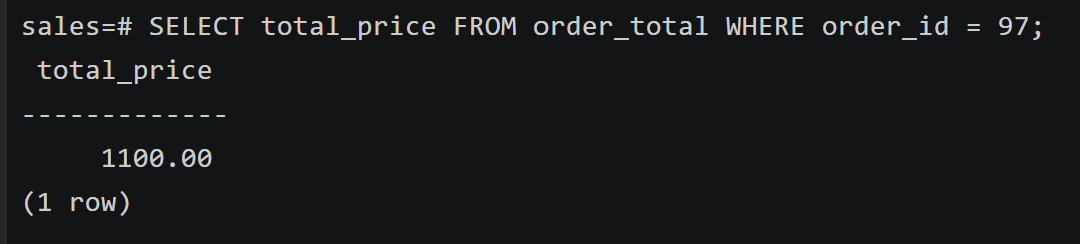 sales=# SELECT total_price FROM order_total WHERE order_id = 97;
 total_price
-------------
     1100.00
(1 row)